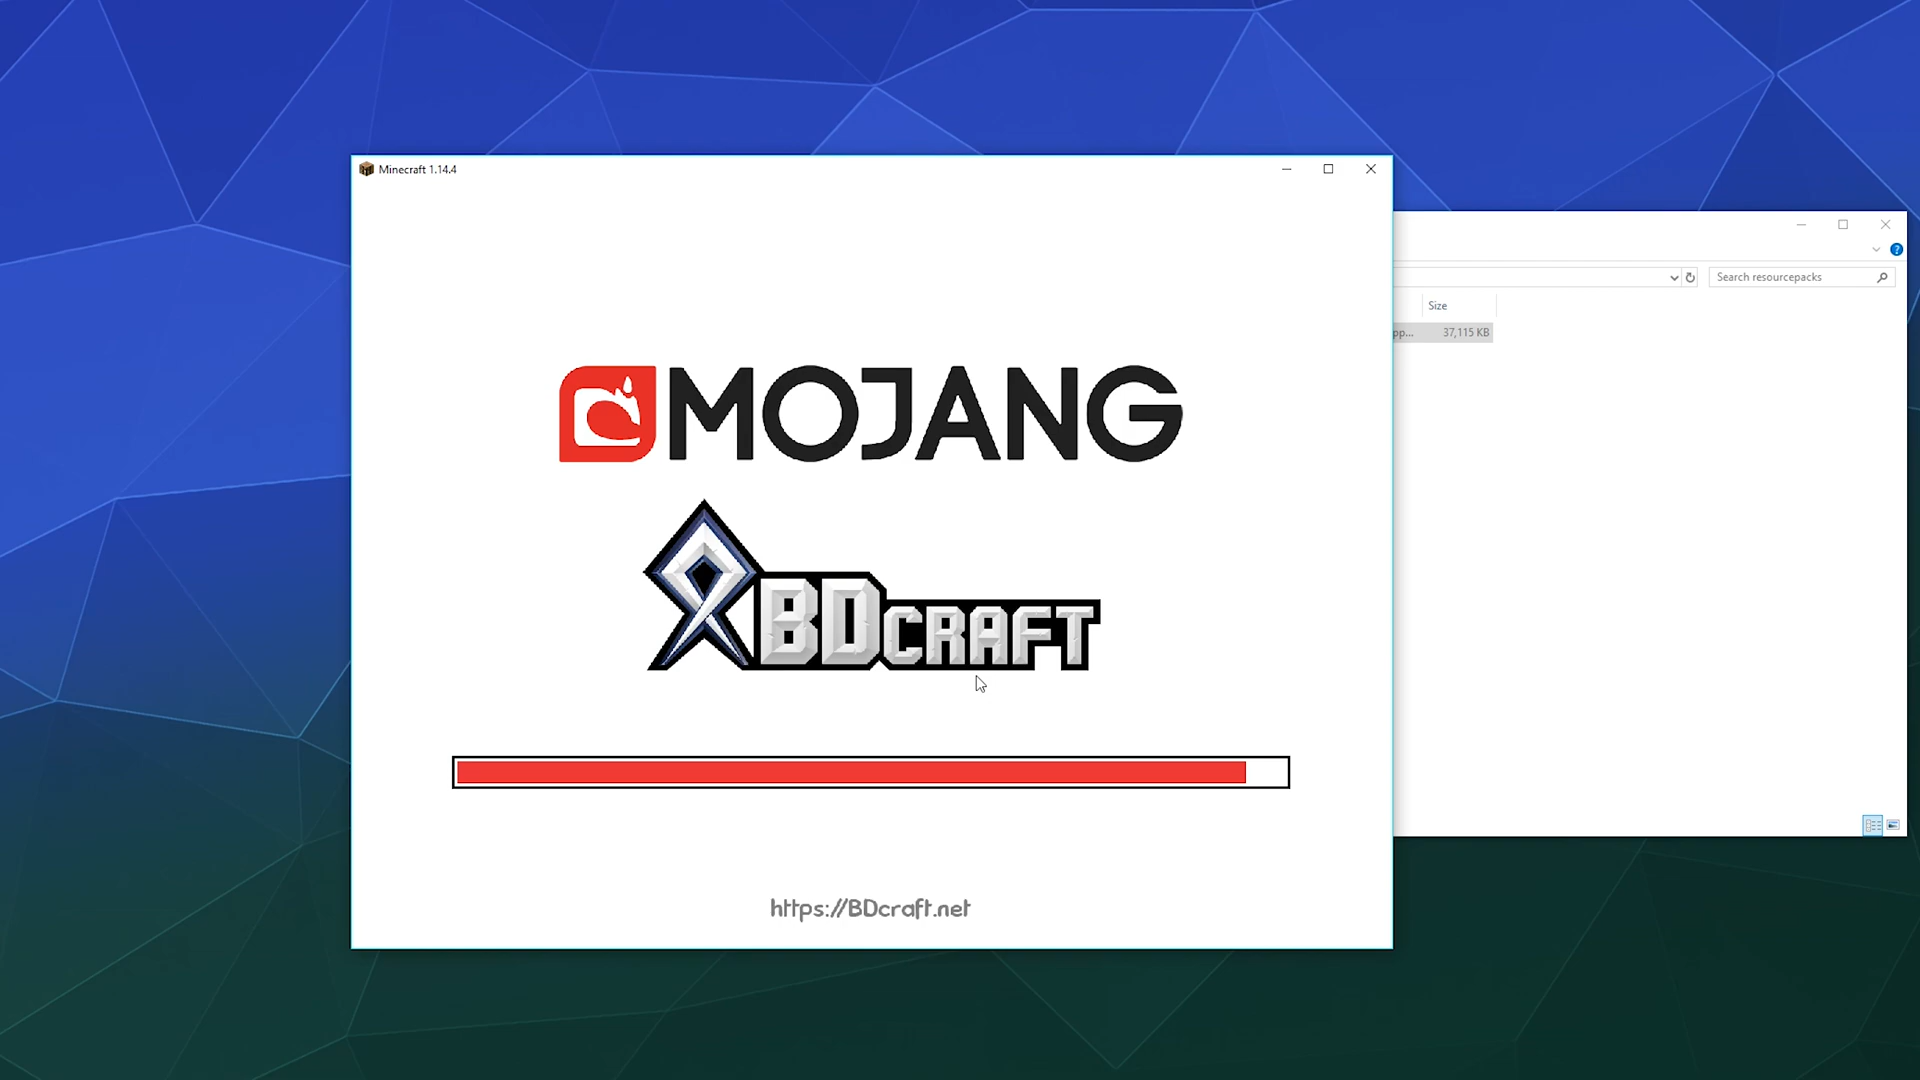 Minecraft 1.14.4
Search resourcepacks
Size
pp... 37,115 KB
MOJANG
BDCRAFT
https://BDcraft.net